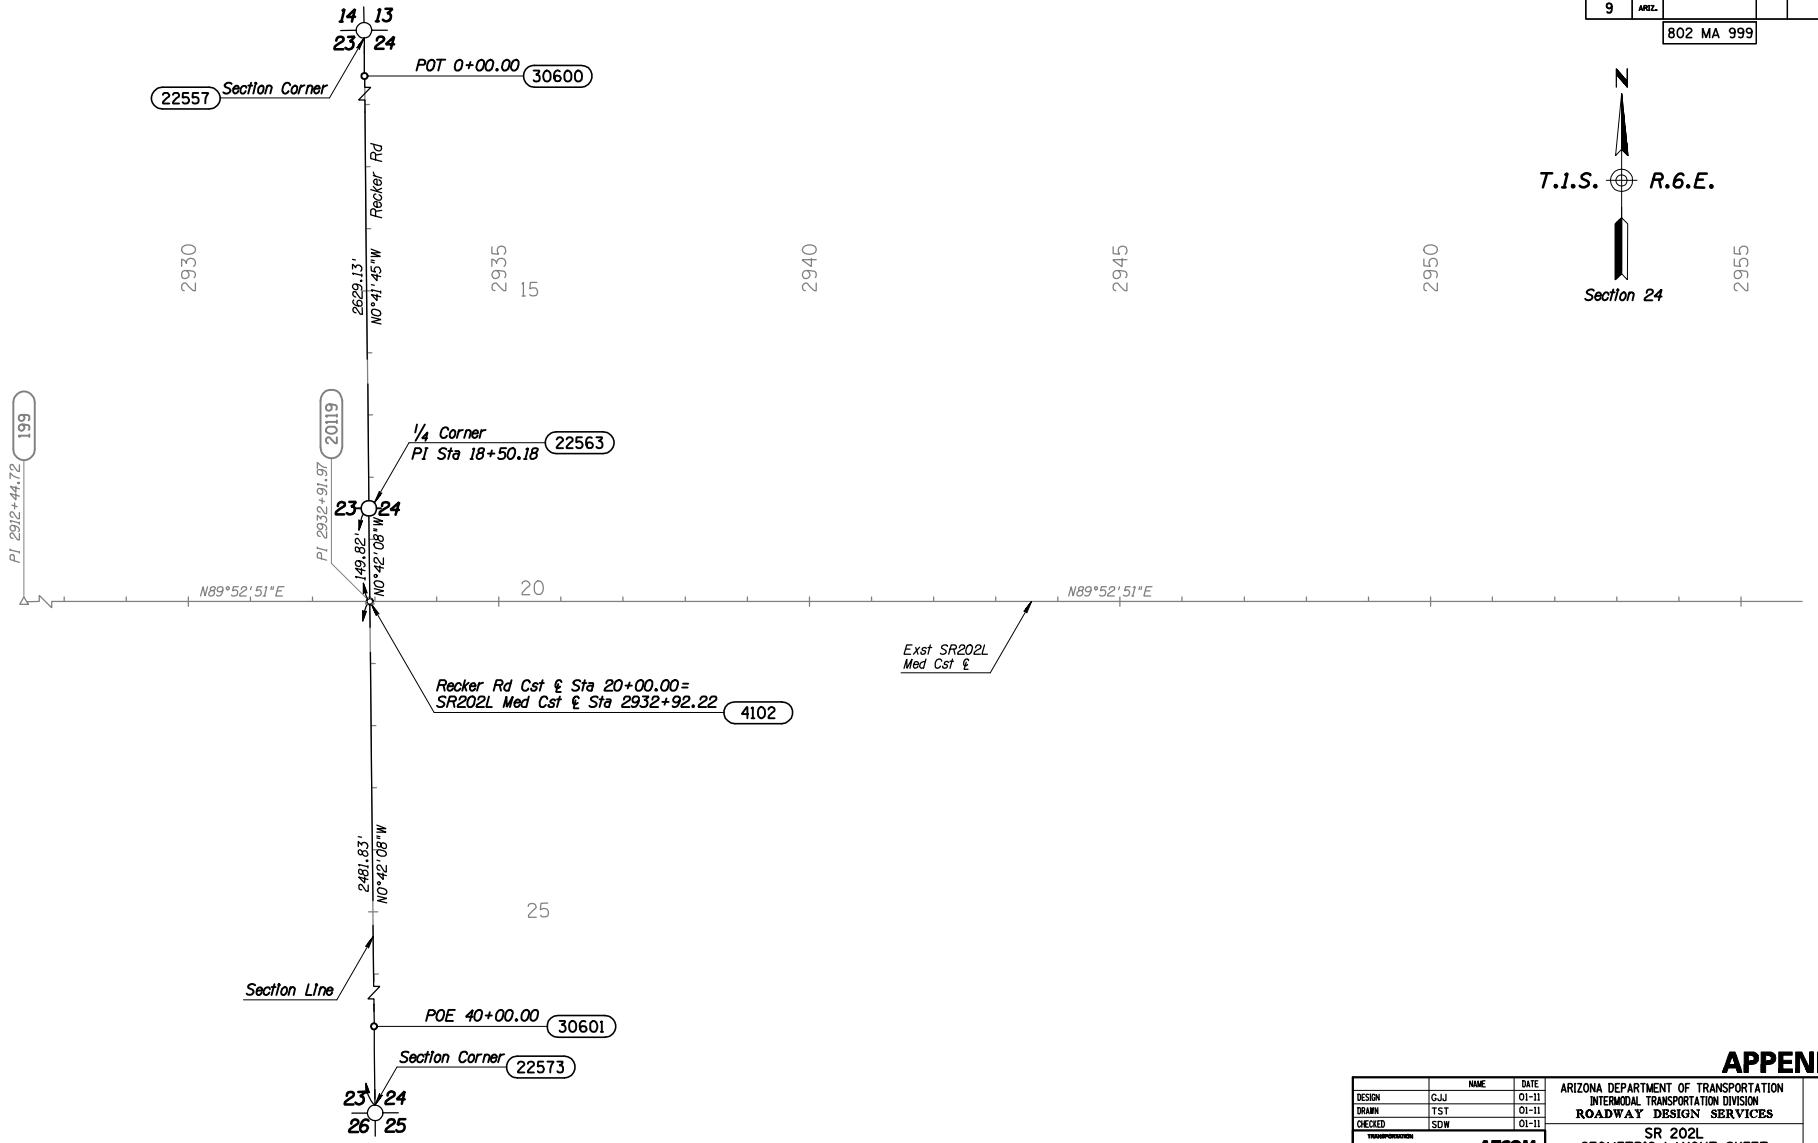 14 13
23 24
9 ARIZ.
802 MA 999
POT 0+00.00 30600
22557 Section Corner
N
T.1.S. R.6.E.
Section 24
Recker Rd
2629.13'
N0°41'45"W
2930
2935
2940
2945
2950
2955
15
199
PI 2912+44.72
20119
PI 2932+91.97
1/4 Corner
PI Sta 18+50.18
22563
23 24
149.82'
N0°42'08"W
N89°52'51"E
20
N89°52'51"E
Exst SR202L
Med Cst ℄
Recker Rd Cst ℄ Sta 20+00.00=
SR202L Med Cst ℄ Sta 2932+92.22
4102
2481.83'
N0°42'08"W
25
Section Line
POE 40+00.00 30601
Section Corner 22573
23 24
26 25
NAME DATE
DESIGN GJJ 01-11
DRAWN TST 01-11
CHECKED SDW 01-11
TRANSPORTATION
ARIZONA DEPARTMENT OF TRANSPORTATION
INTERMODAL TRANSPORTATION DIVISION
ROADWAY DESIGN SERVICES
SR 202L